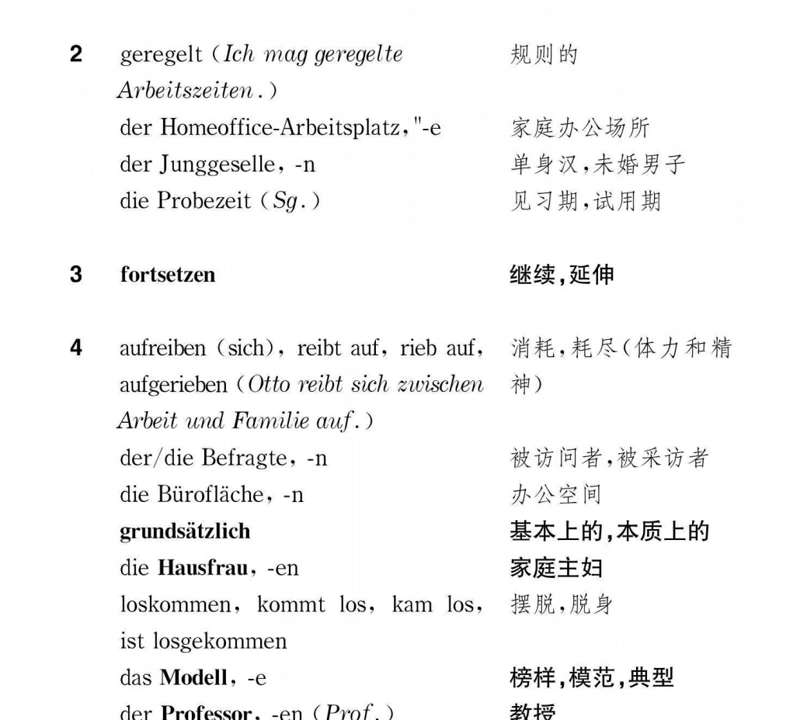 2 geregelt (Ich mag geregelte 规则的
Arbeitszeiten.)
der Homeoffice-Arbeitsplatz, "-e 家庭办公场所
der Junggeselle, -n 单身汉,未婚男子
die Probezeit (Sg.) 见习期,试用期
3 fortsetzen 继续,延伸
4 aufreiben (sich), reibt auf, rieb auf, 消耗,耗尽(体力和精
aufgerieben (Otto reibt sich zwischen 神)
Arbeit und Familie auf.)
der/die Befragte, -n 被访问者,被采访者
die Bürofläche, -n 办公空间
grundsätzlich 基本上的,本质上的
die Hausfrau, -en 家庭主妇
loskommen, kommt los, kam los, 摆脱,脱身
ist losgekommen
das Modell, -e 榜样,模范,典型
der Professor, -en (Prof.) 教授